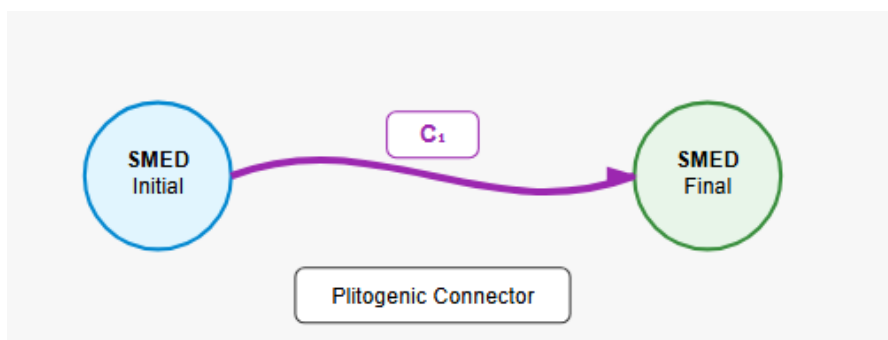 C₁
SMED
Initial
SMED
Final
Plitogenic Connector